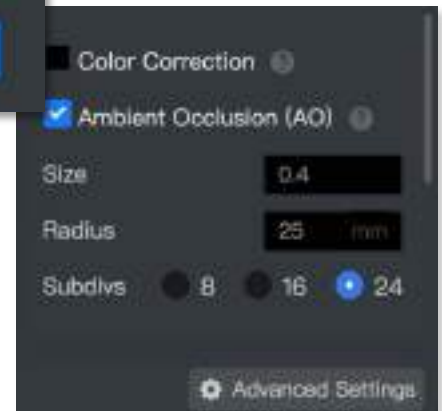 Color Correction
Ambient Occlusion (AO)
Size 0.4
Radius 25 mm
Subdivs 8 16 24
Advanced Settings